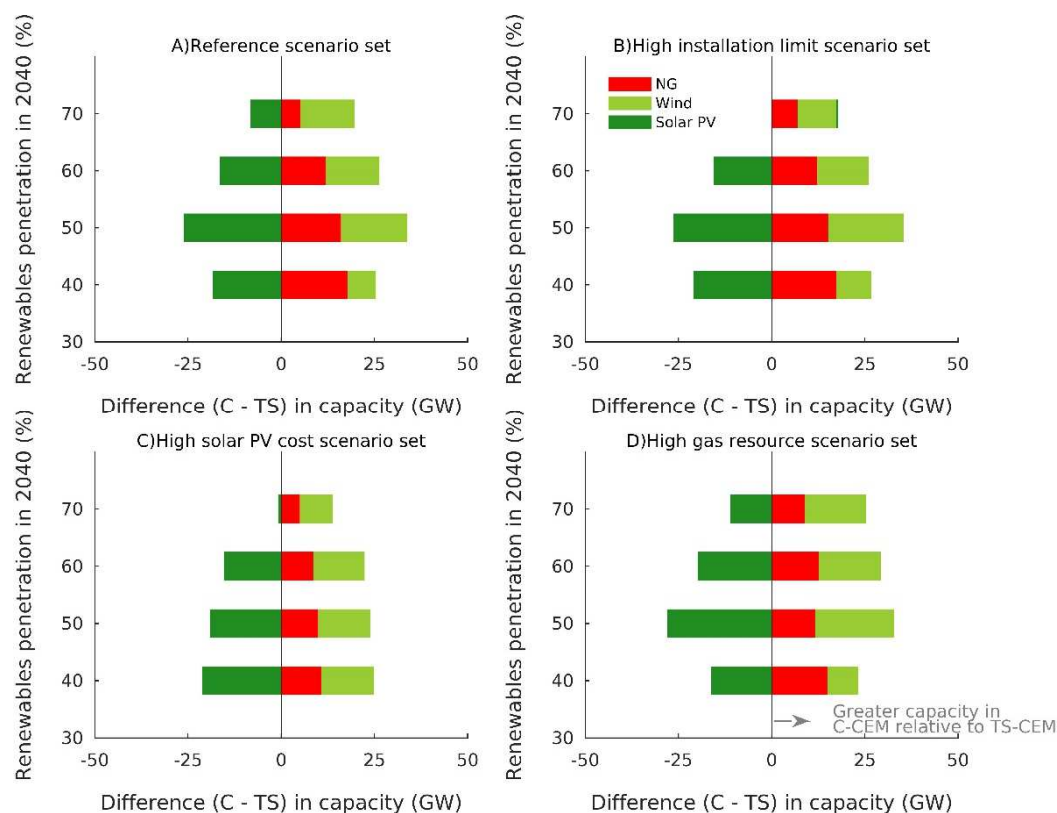 A)Reference scenario set
Renewables penetration in 2040 (%)
70
60
50
40
30
-50
-25
0
25
50
Difference (C - TS) in capacity (GW)
B)High installation limit scenario set
NG
Wind
Solar PV
Renewables penetration in 2040 (%)
70
60
50
40
30
-50
-25
0
25
50
Difference (C - TS) in capacity (GW)
C)High solar PV cost scenario set
Renewables penetration in 2040 (%)
70
60
50
40
30
-50
-25
0
25
50
Difference (C - TS) in capacity (GW)
D)High gas resource scenario set
Renewables penetration in 2040 (%)
70
60
50
40
30
Greater capacity in
C-CEM relative to TS-CEM
-50
-25
0
25
50
Difference (C - TS) in capacity (GW)